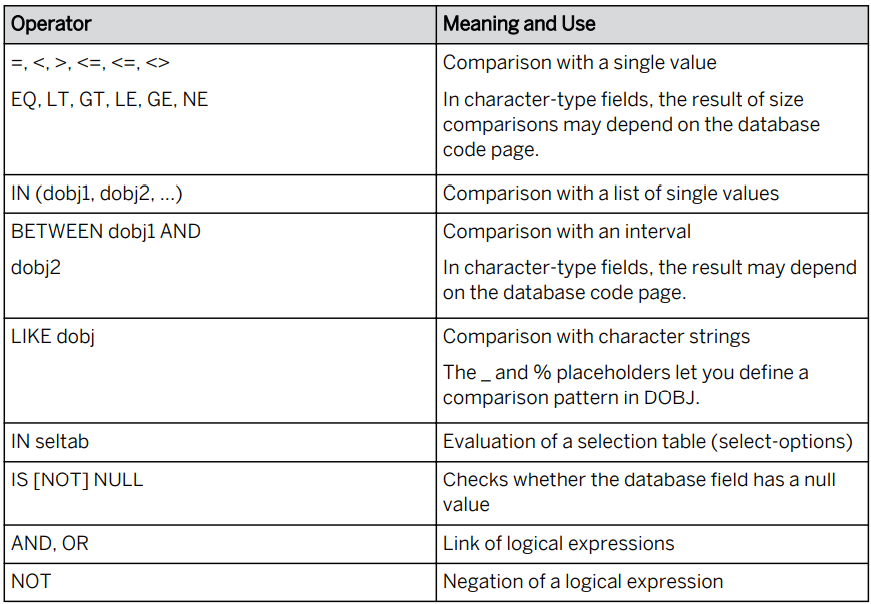 Operator
Meaning and Use
=, <, >, <=, <=, <>
EQ, LT, GT, LE, GE, NE
Comparison with a single value
In character-type fields, the result of size
comparisons may depend on the database
code page.
IN (dobj1, dobj2, ...)
Comparison with a list of single values
BETWEEN dobj1 AND
dobj2
Comparison with an interval
In character-type fields, the result may depend
on the database code page.
LIKE dobj
Comparison with character strings
The _ and % placeholders let you define a
comparison pattern in DOBJ.
IN seltab
Evaluation of a selection table (select-options)
IS [NOT] NULL
Checks whether the database field has a null
value
AND, OR
Link of logical expressions
NOT
Negation of a logical expression